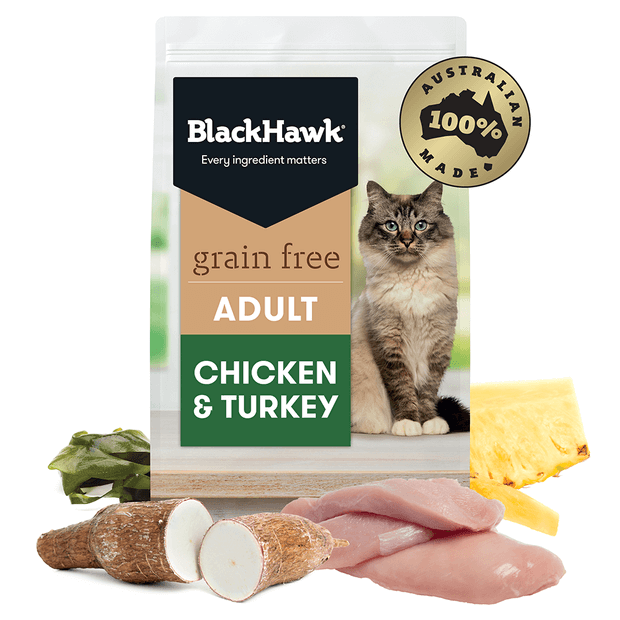 BlackHawk®
Every ingredient matters
grain free
ADULT
CHICKEN
& TURKEY
AUSTRALIAN
100%
MADE